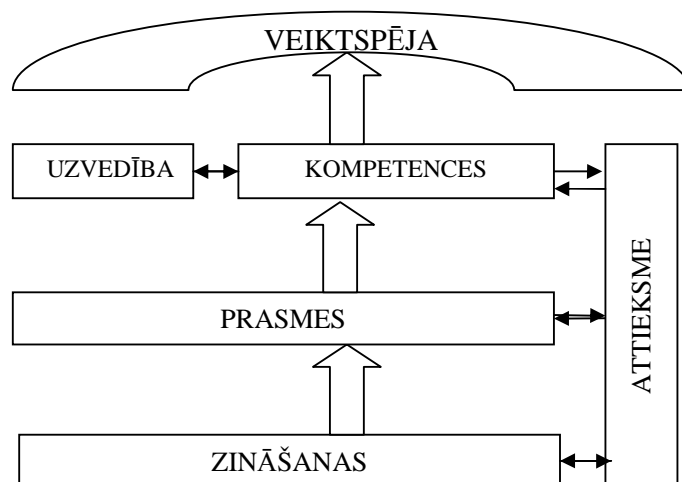 VEIKTSPĒJA
UZVEDĪBA
KOMPETENCES
ATTIEKSME
PRASMES
ZINĀŠANAS